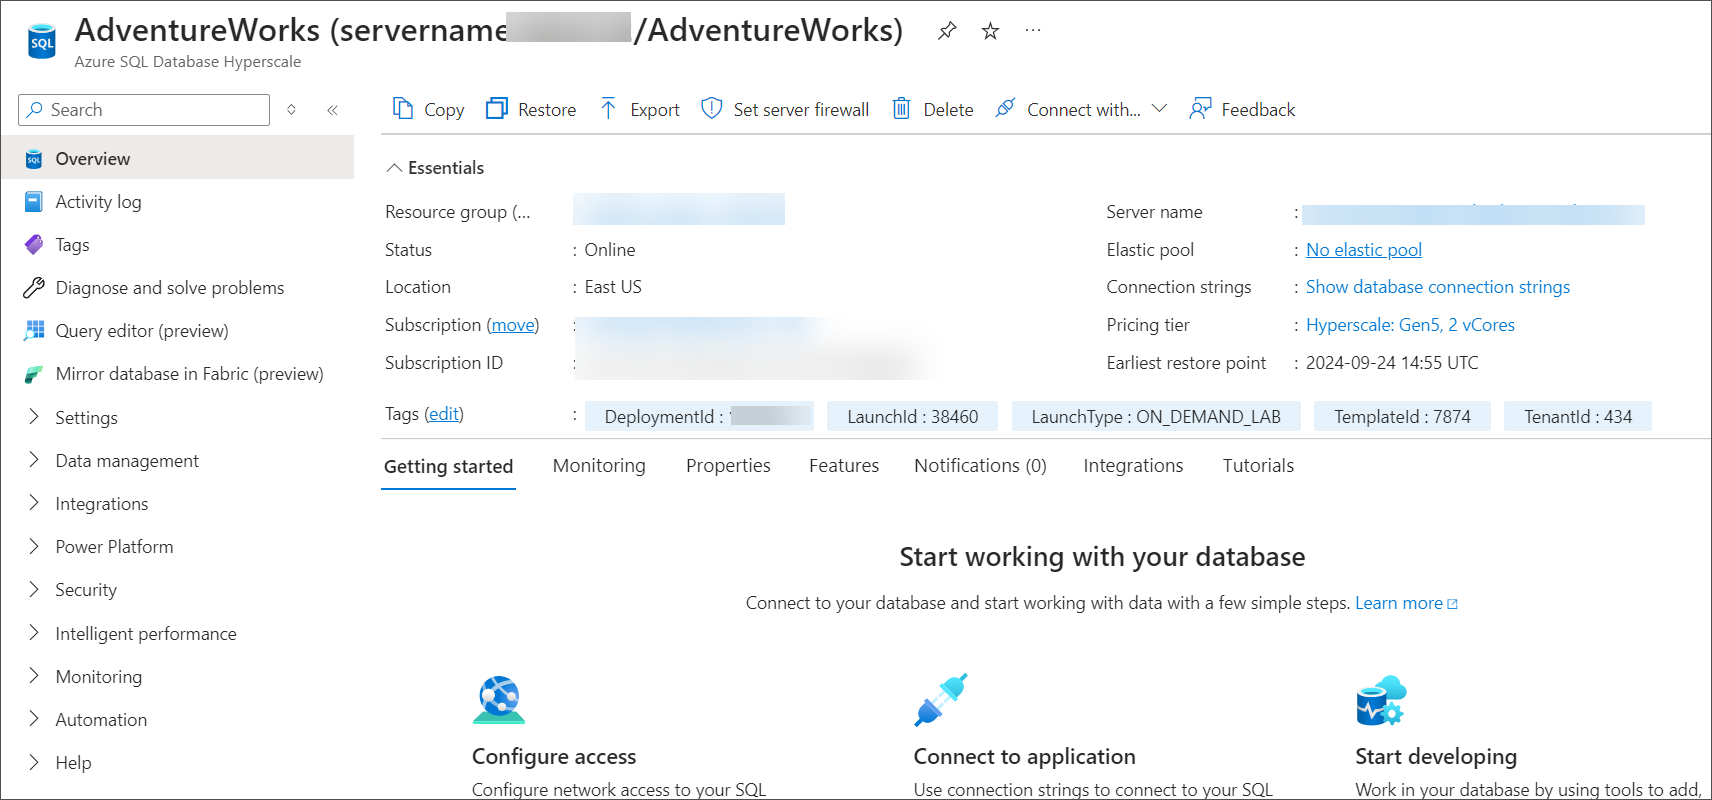 AdventureWorks (servername /AdventureWorks)
Azure SQL Database Hyperscale
Search
Copy
Restore
Export
Set server firewall
Delete
Connect with...
Feedback
Overview
Activity log
Tags
Diagnose and solve problems
Query editor (preview)
Mirror database in Fabric (preview)
Settings
Data management
Integrations
Power Platform
Security
Intelligent performance
Monitoring
Automation
Help
Essentials
Resource group (...
Status : Online
Location : East US
Subscription (move) :
Subscription ID :
Server name :
Elastic pool : No elastic pool
Connection strings : Show database connection strings
Pricing tier : Hyperscale: Gen5, 2 vCores
Earliest restore point : 2024-09-24 14:55 UTC
Tags (edit) : DeploymentId : LaunchId : 38460 LaunchType : ON_DEMAND_LAB TemplateId : 7874 TenantId : 434
Getting started Monitoring Properties Features Notifications (0) Integrations Tutorials
Start working with your database
Connect to your database and start working with data with a few simple steps. Learn more
Configure access
Configure network access to your SQL
Connect to application
Use connection strings to connect to your SQL
Start developing
Work in your database by using tools to add,